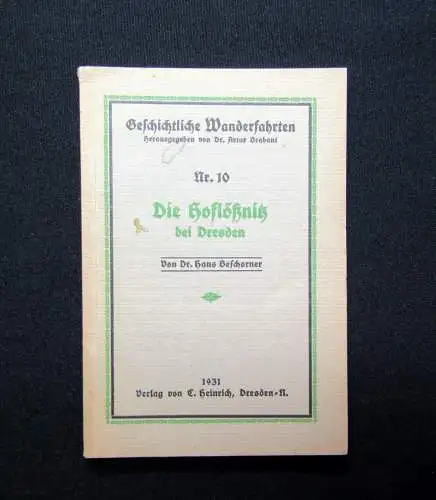 Geschichtliche Wanderfahrten
Herausgegeben von Dr. Artur Brabant
Nr. 10
Die Hoflößnitz
bei Dresden
Von Dr. Hans Beschorner
1931
Verlag von C. Heinrich, Dresden-N.